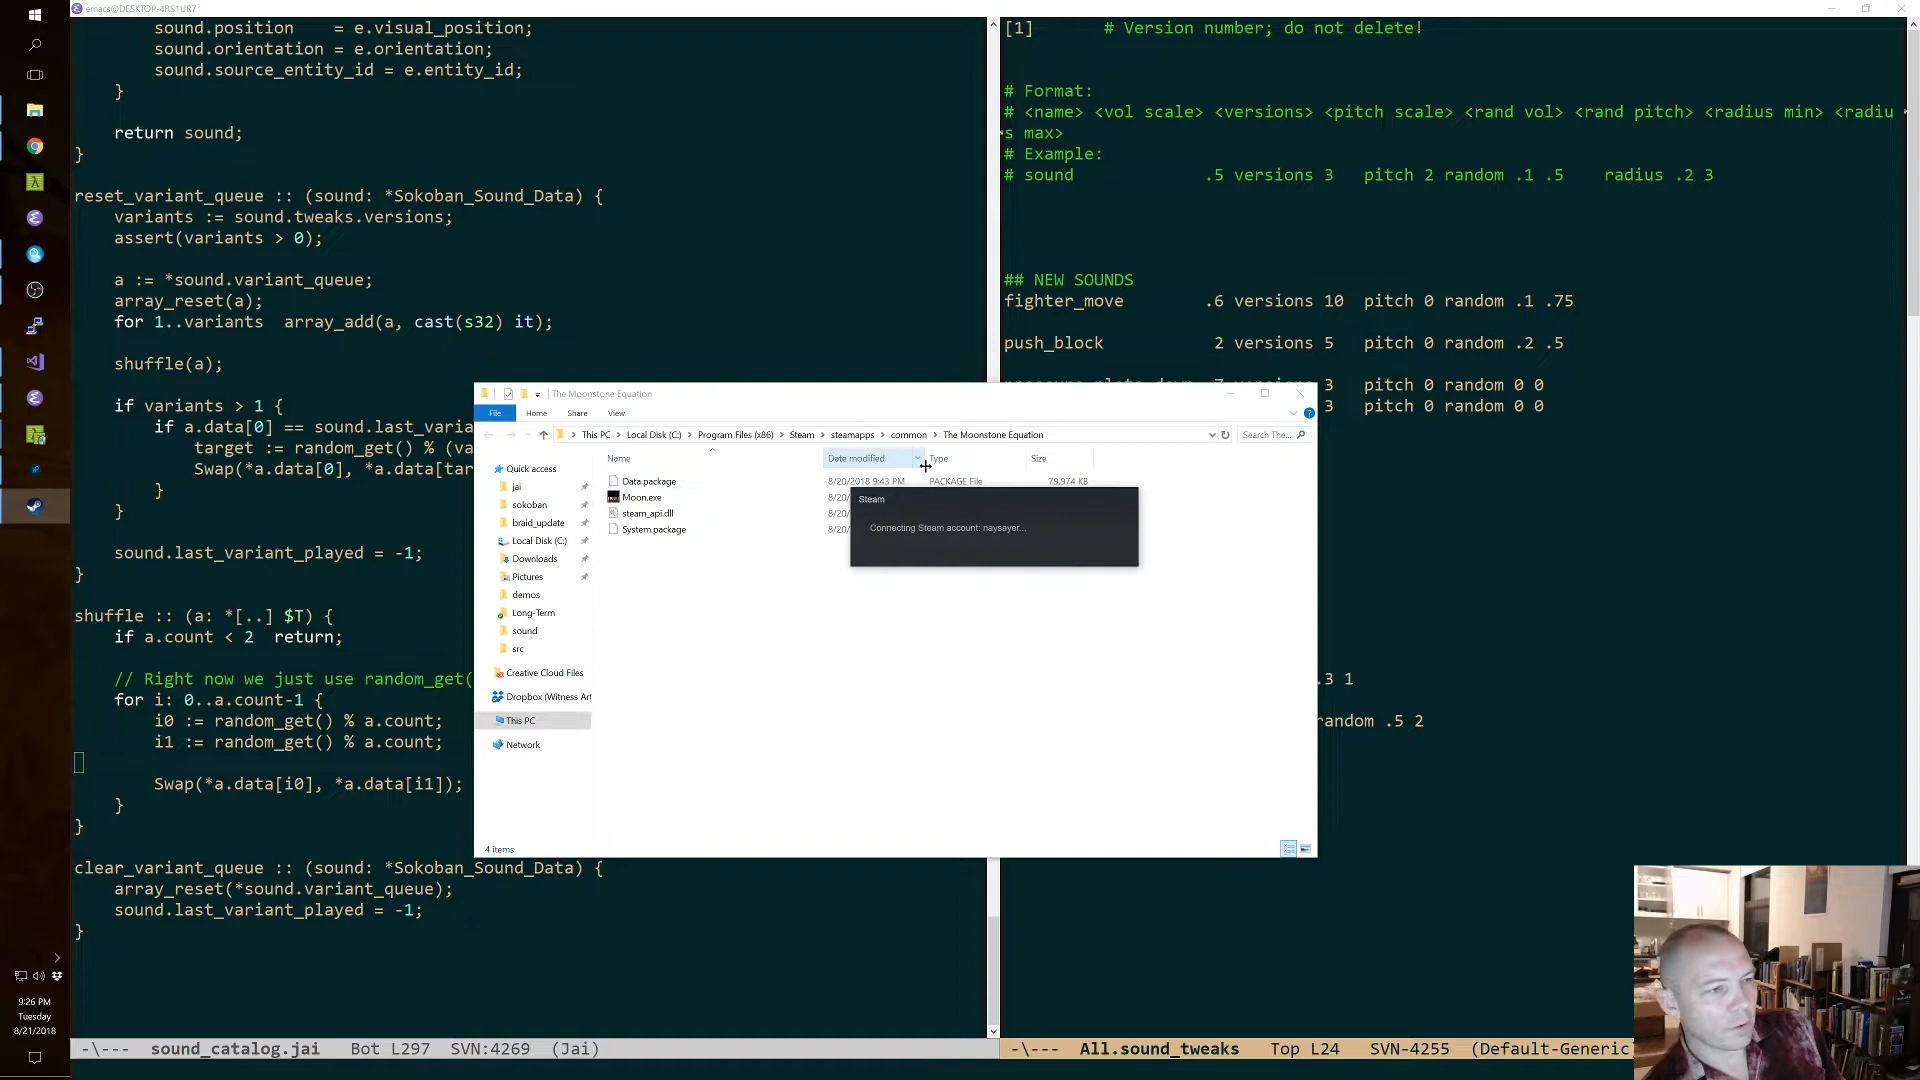 emacs@DESKTOP-4RS1UR7
sound.position    = e.visual_position;
sound.orientation = e.orientation;
sound.source_entity_id = e.entity_id;
}
return sound;
}
reset_variant_queue :: (sound: *Sokoban_Sound_Data) {
variants := sound.tweaks.versions;
assert(variants > 0);
a := *sound.variant_queue;
array_reset(a);
for 1..variants  array_add(a, cast(s32) it);
shuffle(a);
if variants > 1 {
if a.data[0] == sound.last_varia
target := random_get() % (va
Swap(*a.data[0], *a.data[tar
}
}
sound.last_variant_played = -1;
}
shuffle :: (a: *[..] $T) {
if a.count < 2  return;
// Right now we just use random_get(
for i: 0..a.count-1 {
i0 := random_get() % a.count;
i1 := random_get() % a.count;
Swap(*a.data[i0], *a.data[i1]);
}
}
clear_variant_queue :: (sound: *Sokoban_Sound_Data) {
array_reset(*sound.variant_queue);
sound.last_variant_played = -1;
}
-\---  sound_catalog.jai   Bot L297  SVN:4269  (Jai)
[1]       # Version number; do not delete!
# Format:
# <name> <vol scale> <versions> <pitch scale> <rand vol> <rand pitch> <radius min> <radiu
s max>
# Example:
# sound             .5 versions 3   pitch 2 random .1 .5    radius .2 3
## NEW SOUNDS
fighter_move        .6 versions 10  pitch 0 random .1 .75
push_block           2 versions 5   pitch 0 random .2 .5
3   pitch 0 random 0 0
3   pitch 0 random 0 0
.3 1
random .5 2
-\---  All.sound_tweaks   Top L24   SVN-4255  (Default-Generic
The Moonstone Equation
File
Home
Share
View
This PC
Local Disk (C:)
Program Files (x86)
Steam
steamapps
common
The Moonstone Equation
Search The...
Name
Date modified
Type
Size
Data.package
8/20/2018 9:43 PM
PACKAGE File
79,974 KB
Moon.exe
8/20/
steam_api.dll
8/20/
System.package
8/20/
Quick access
jai
sokoban
braid_update
Local Disk (C:)
Downloads
Pictures
demos
Long-Term
sound
src
Creative Cloud Files
Dropbox (Witness Art
This PC
Network
4 items
Steam
Connecting Steam account: naysayer...
9:26 PM
Tuesday
8/21/2018